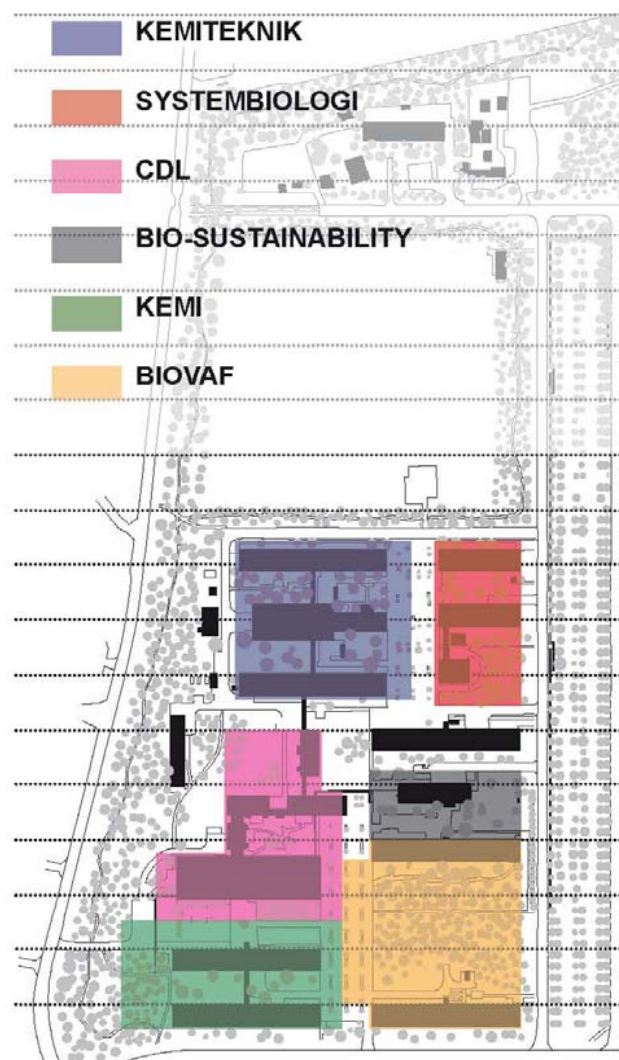 KEMITEKNIK
SYSTEMBIOLOGI
CDL
BIO-SUSTAINABILITY
KEMI
BIOVAF